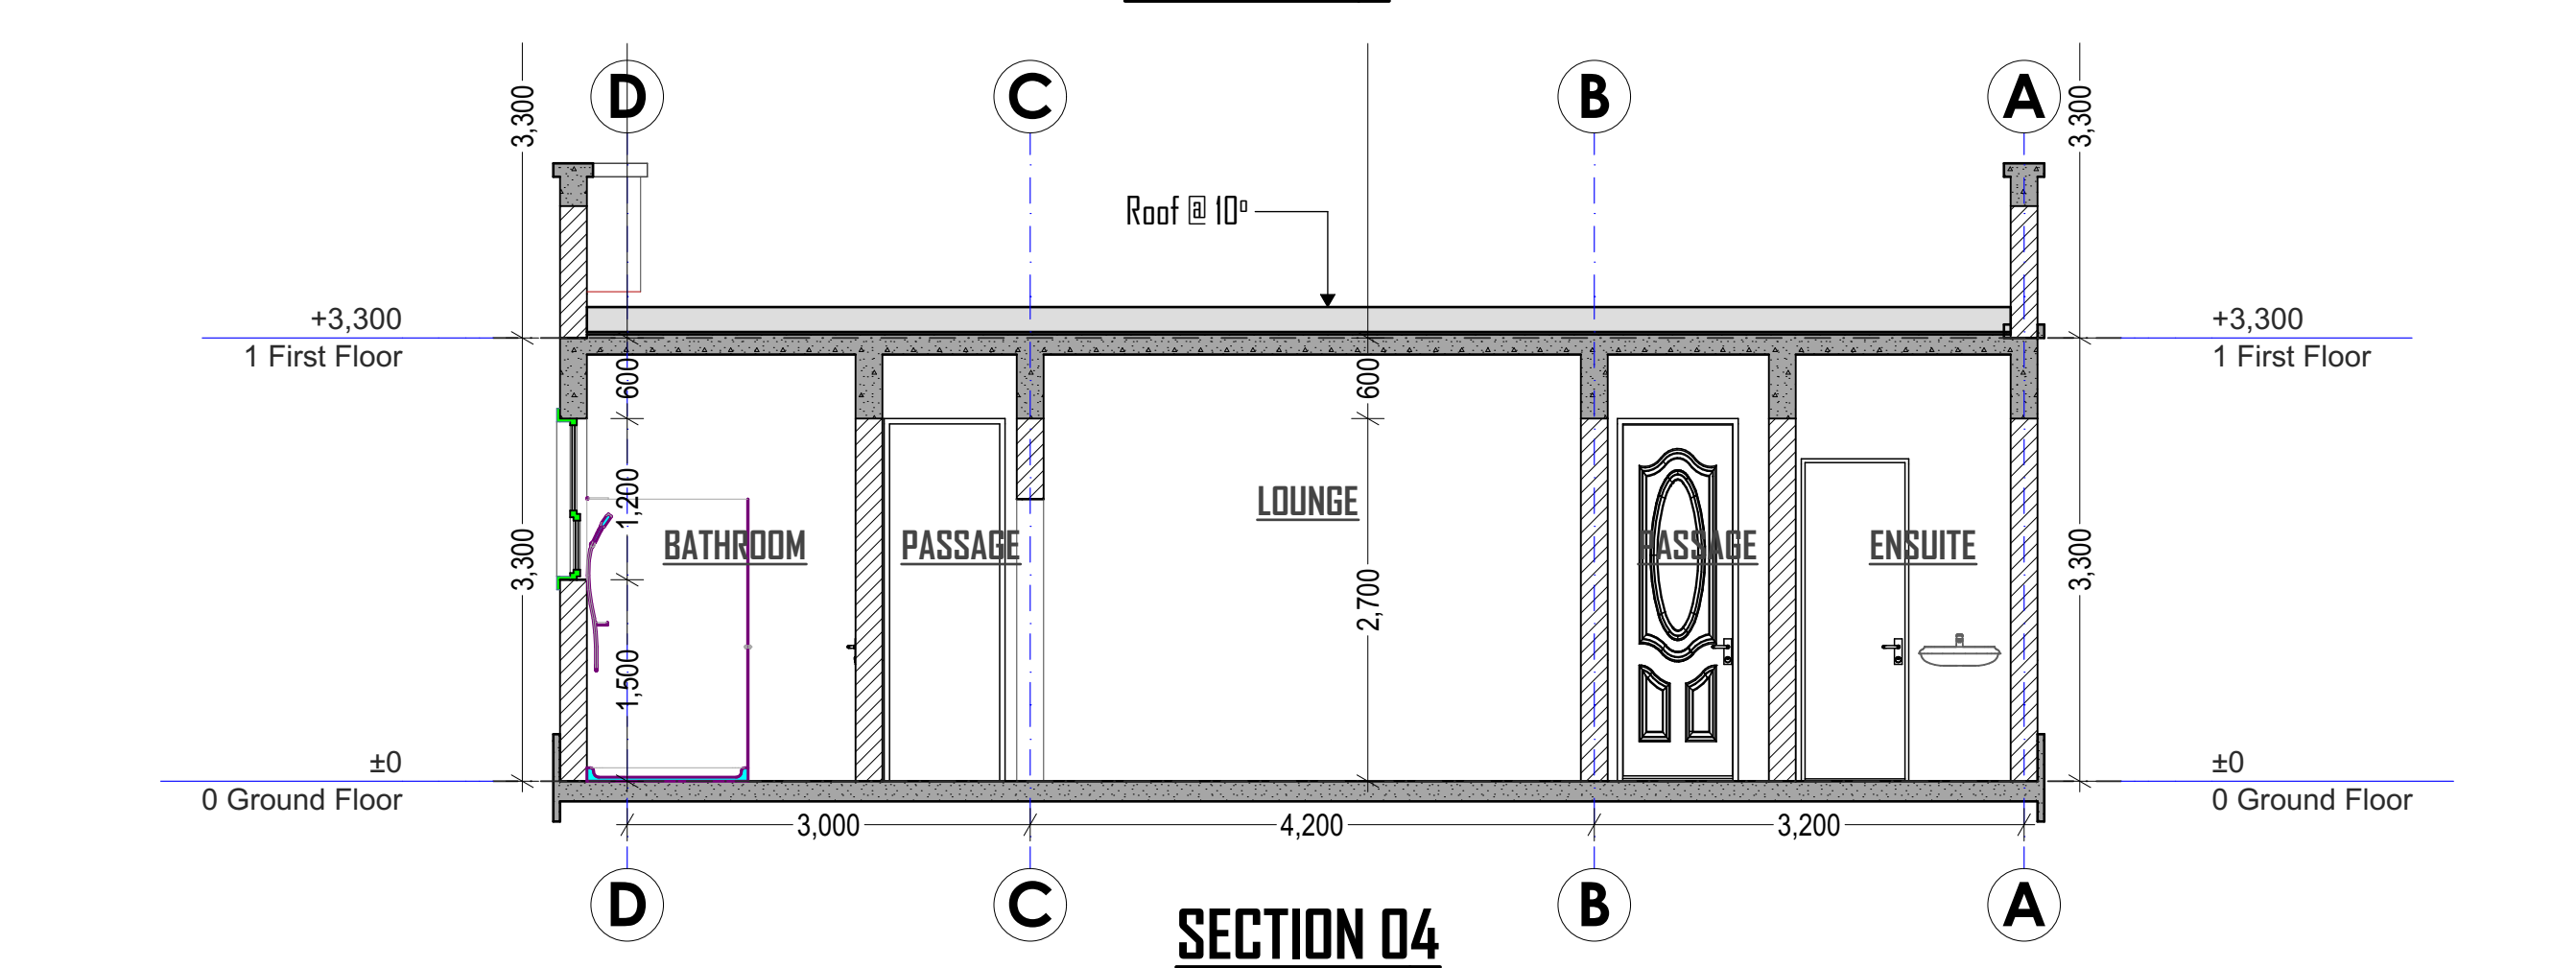 D
C
B
A
3,300
3,300
Roof @ 10º
+3,300
1 First Floor
+3,300
1 First Floor
600
600
1,200
LOUNGE
BATHROOM
PASSAGE
PASSAGE
ENSUITE
3,300
2,700
3,300
1,500
±0
0 Ground Floor
±0
0 Ground Floor
3,000
4,200
3,200
D
C
B
A
SECTION 04